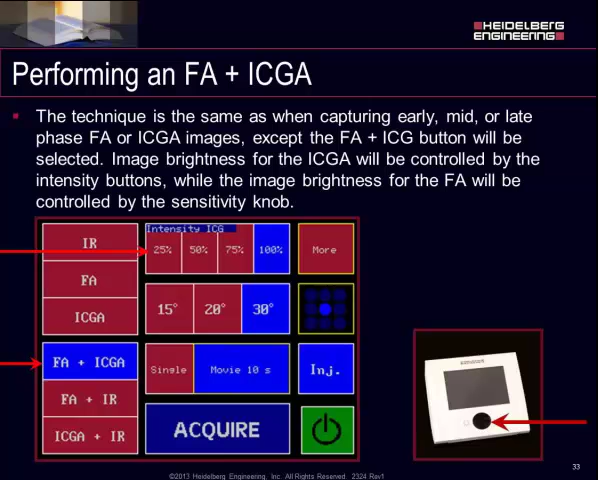 HEIDELBERG
ENGINEERING
Performing an FA + ICGA
The technique is the same as when capturing early, mid, or late
phase FA or ICGA images, except the FA + ICG button will be
selected. Image brightness for the ICGA will be controlled by the
intensity buttons, while the image brightness for the FA will be
controlled by the sensitivity knob.
IR
FA
ICGA
FA + ICGA
FA + IR
ICGA + IR
Intensity ICG
25% 50% 75% 100%
More
15° 20° 30°
Single Movie 10 s
Inj.
ACQUIRE
33
©2013 Heidelberg Engineering, Inc. All Rights Reserved. 2324 Rev1